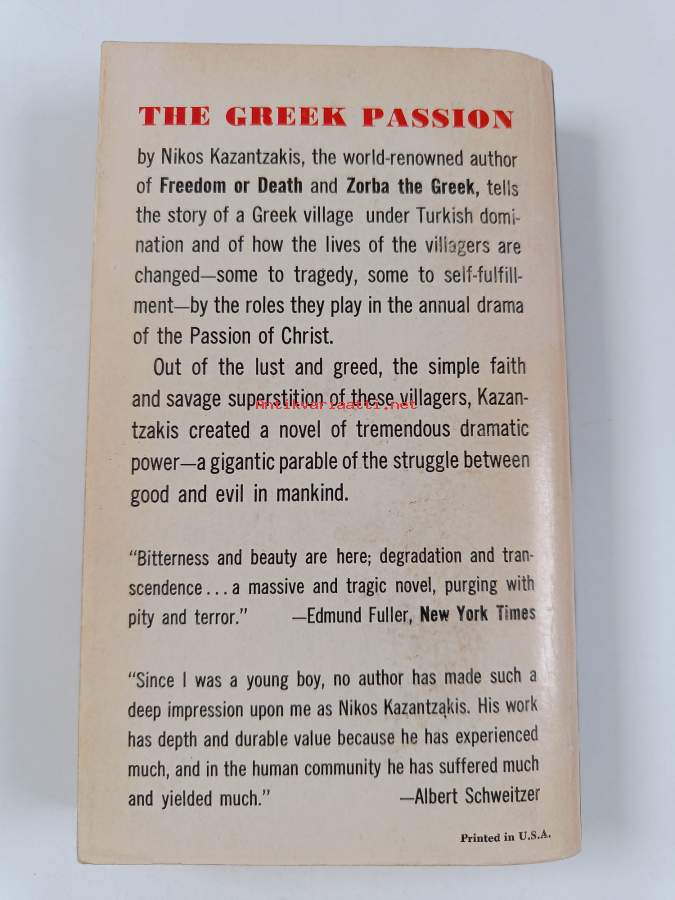 THE GREEK PASSION
by Nikos Kazantzakis, the world-renowned author
of Freedom or Death and Zorba the Greek, tells
the story of a Greek village under Turkish domi-
nation and of how the lives of the villagers are
changed—some to tragedy, some to self-fulfill-
ment—by the roles they play in the annual drama
of the Passion of Christ.
Out of the lust and greed, the simple faith
and savage superstition of these villagers, Kazan-
Antikvariaatti.net
tzakis created a novel of tremendous dramatic
power—a gigantic parable of the struggle between
good and evil in mankind.
“Bitterness and beauty are here; degradation and tran-
scendence...a massive and tragic novel, purging with
pity and terror.” —Edmund Fuller, New York Times
“Since I was a young boy, no author has made such a
deep impression upon me as Nikos Kazantzakis. His work
has depth and durable value because he has experienced
much, and in the human community he has suffered much
and yielded much.” —Albert Schweitzer
Printed in U.S.A.